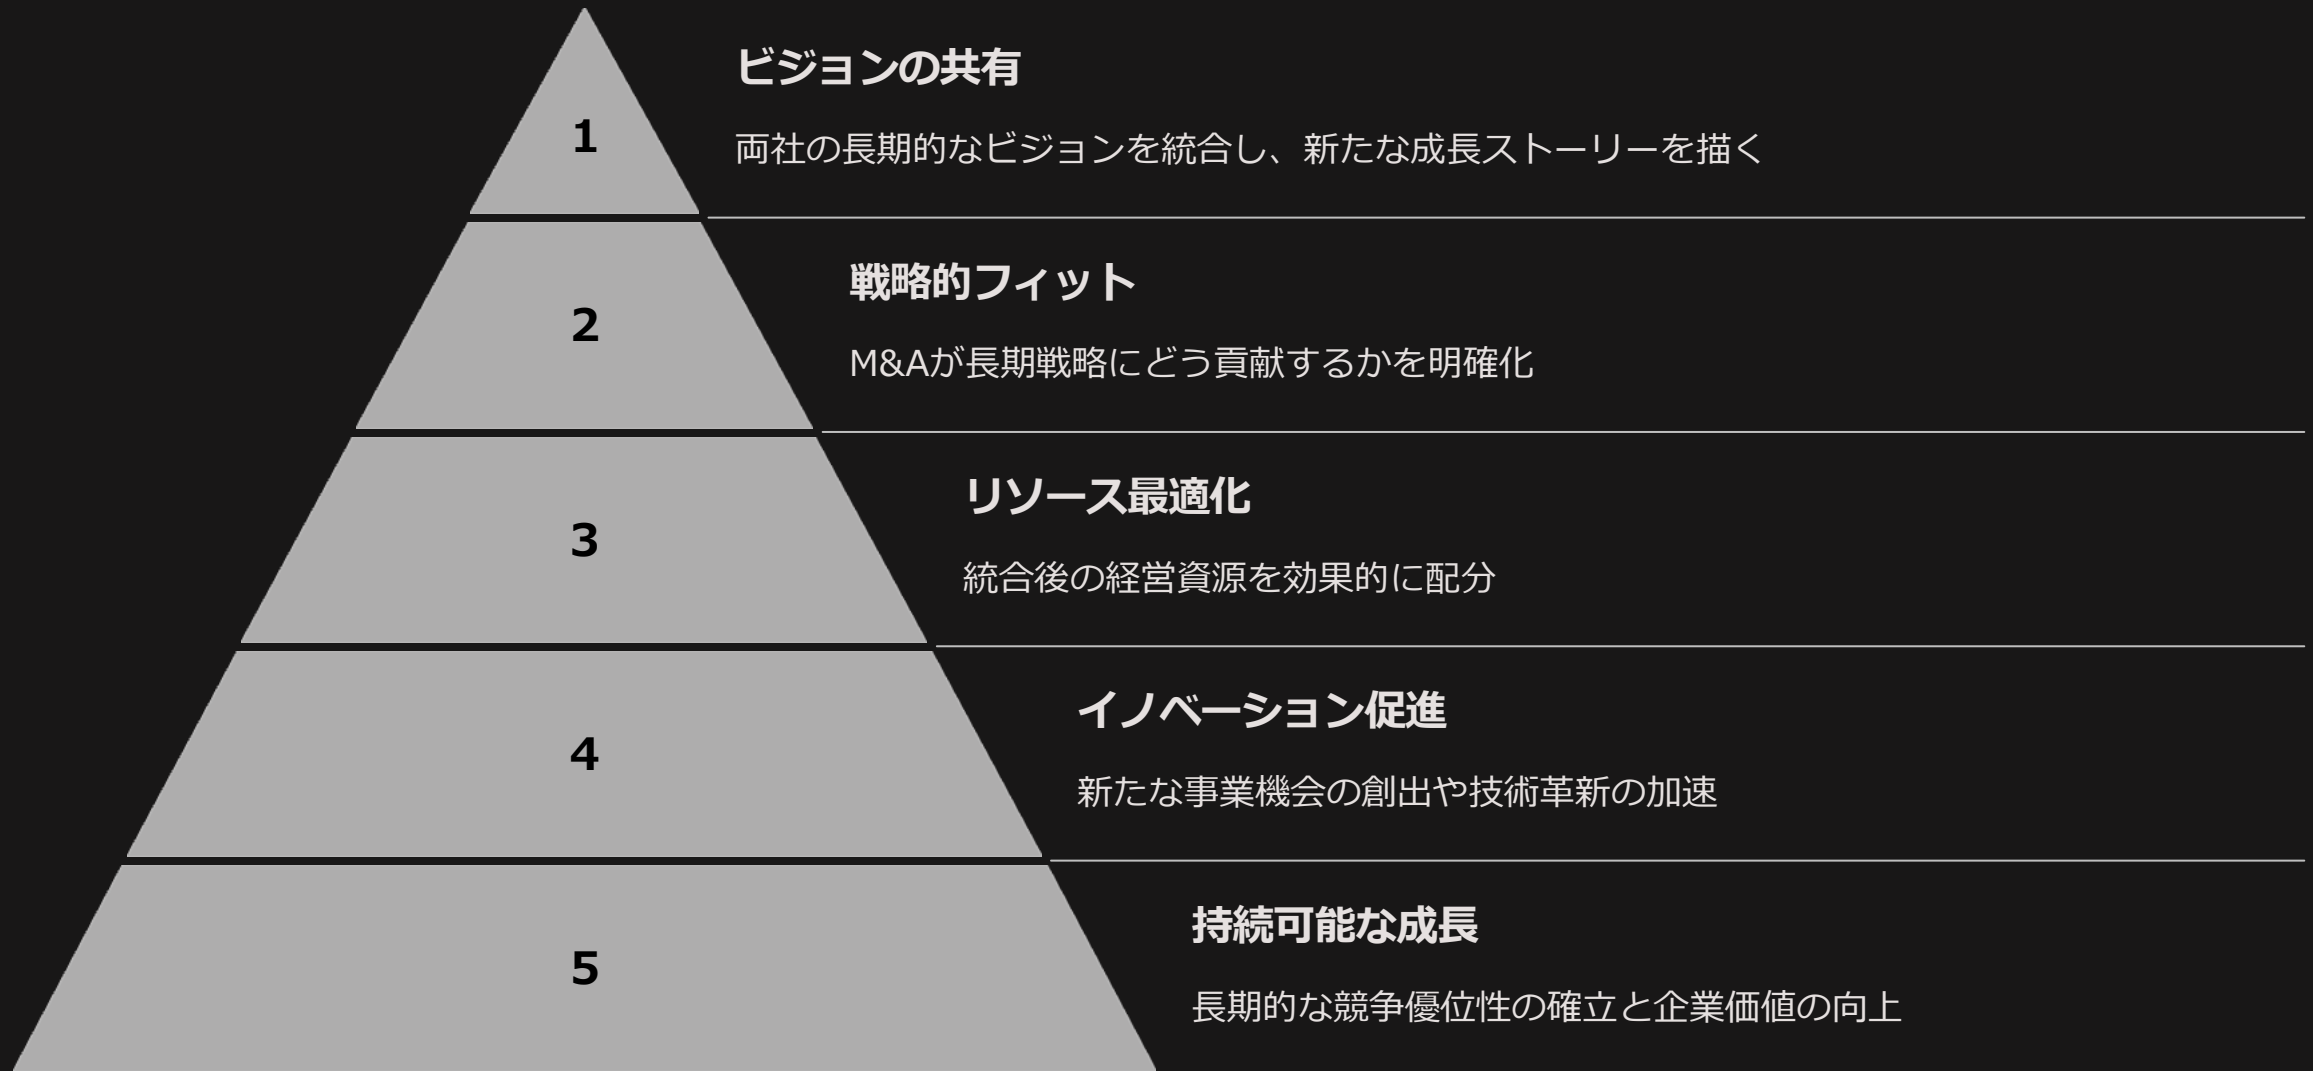 1
ビジョンの共有
両社の長期的なビジョンを統合し、新たな成長ストーリーを描く
2
戦略的フィット
M&Aが長期戦略にどう貢献するかを明確化
3
リソース最適化
統合後の経営資源を効果的に配分
4
イノベーション促進
新たな事業機会の創出や技術革新の加速
5
持続可能な成長
長期的な競争優位性の確立と企業価値の向上